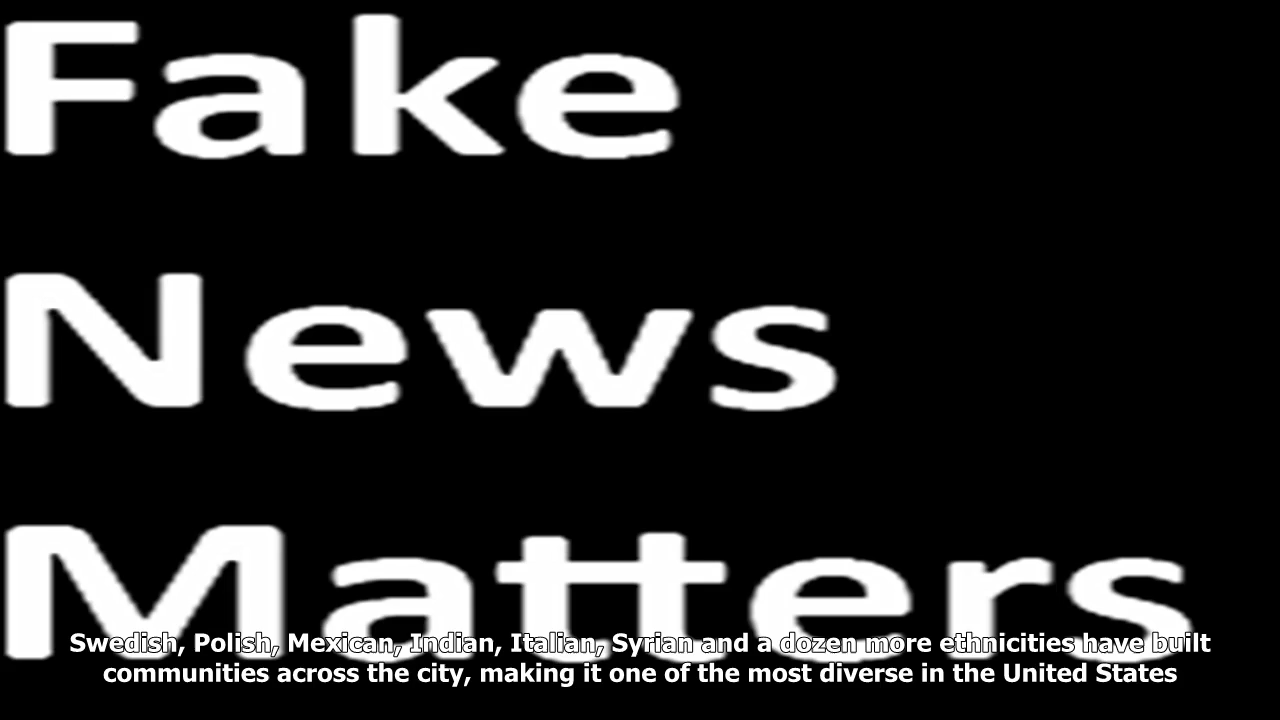 Fake
News
Matters
Swedish, Polish, Mexican, Indian, Italian, Syrian and a dozen more ethnicities have built
communities across the city, making it one of the most diverse in the United States